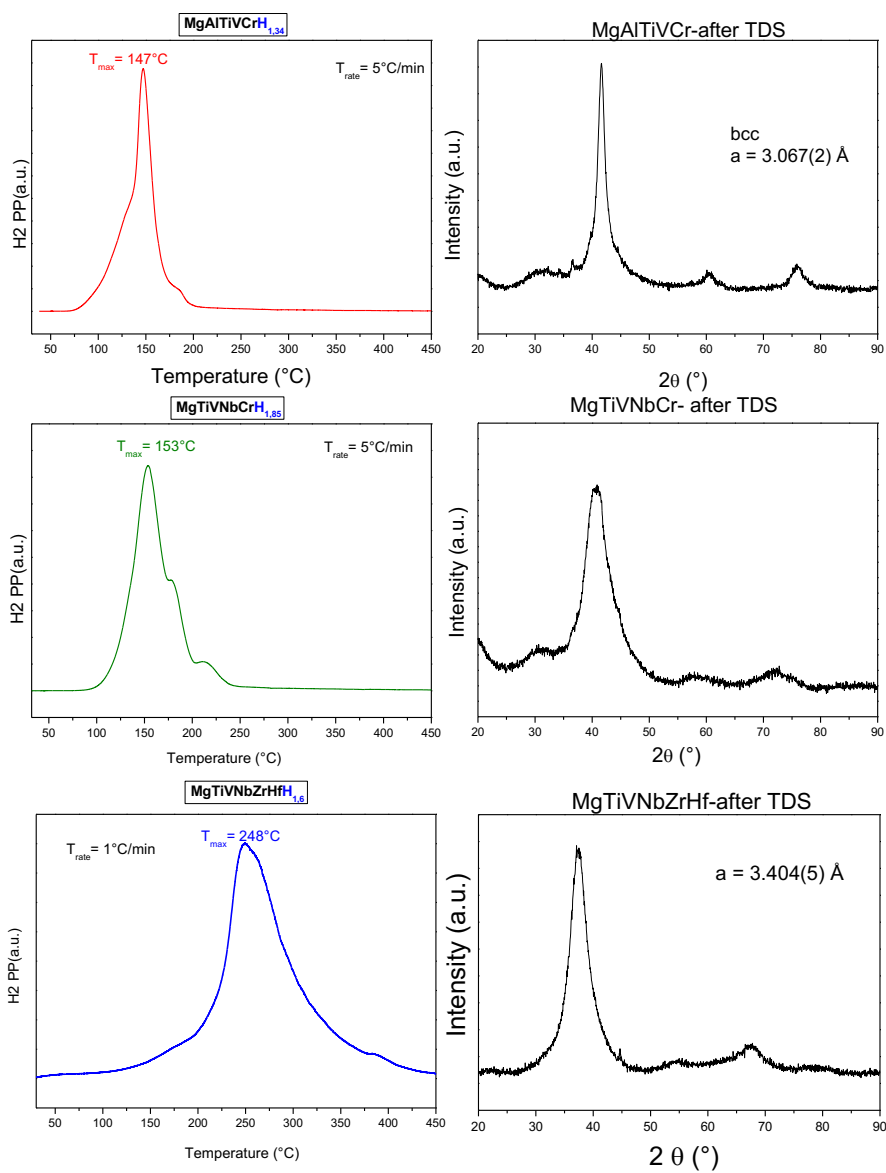 MgAlTiVCrH1,34
Tmax= 147°C
Trate= 5°C/min
H2 PP(a.u.)
50 100 150 200 250 300 350 400 450
Temperature (°C)
MgAlTiVCr-after TDS
bcc
a = 3.067(2) Å
Intensity (a.u.)
20 30 40 50 60 70 80 90
2θ (°)
MgTiVNbCrH1,85
Tmax= 153°C
Trate= 5°C/min
H2 PP(a.u.)
50 100 150 200 250 300 350 400 450
Temperature (°C)
MgTiVNbCr- after TDS
Intensity (a.u.)
20 30 40 50 60 70 80 90
2θ (°)
MgTiVNbZrHfH1,6
Tmax= 248°C
Trate= 1°C/min
H2 PP(a.u.)
50 100 150 200 250 300 350 400 450
Temperature (°C)
MgTiVNbZrHf-after TDS
a = 3.404(5) Å
Intensity (a.u.)
20 30 40 50 60 70 80 90
2 θ (°)